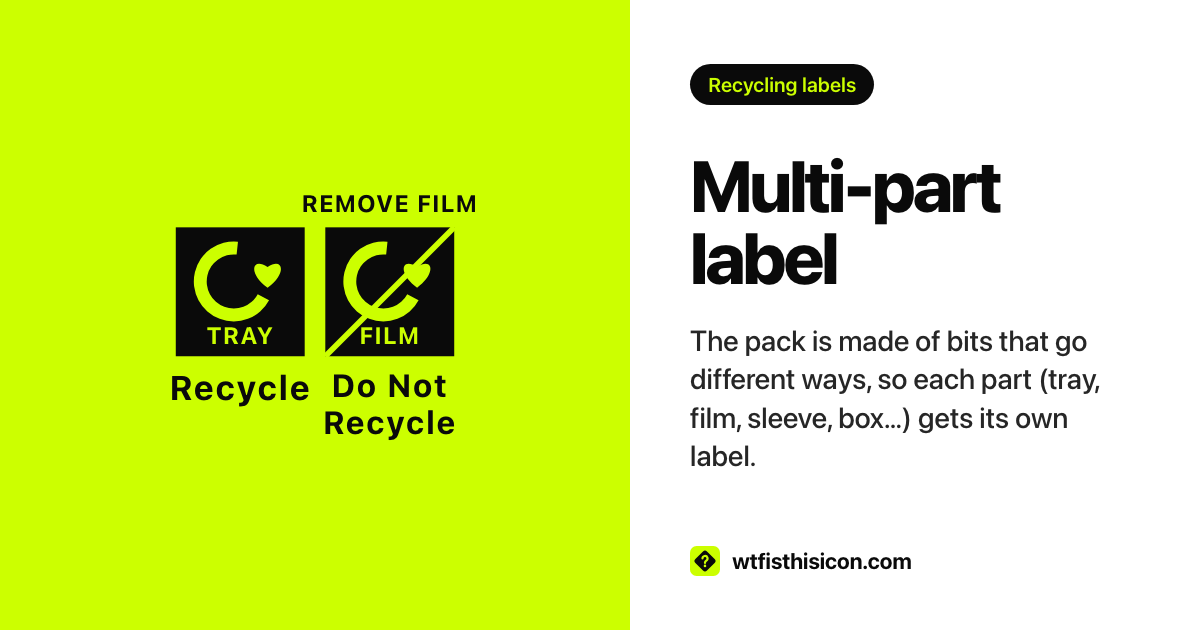 REMOVE FILM
TRAY
FILM
Recycle
Do Not
Recycle
Recycling labels
Multi-part
label
The pack is made of bits that go
different ways, so each part (tray,
film, sleeve, box...) gets its own
label.
?
wtfisthisicon.com